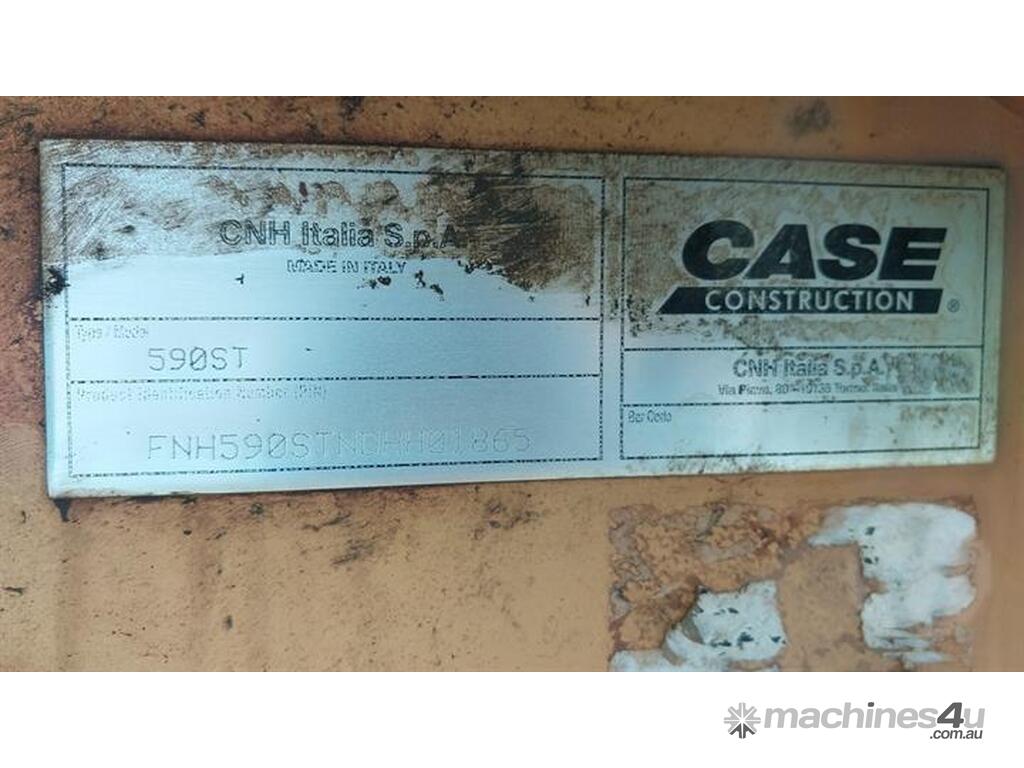 CNH Italia S.p.A.
MADE IN ITALY
Type / Model
590ST
Product Identification Number (PIN)
FNH590STNDHH01865
CASE
CONSTRUCTION ®
CNH Italia S.p.A.
Bar Code
machines4u
.com.au